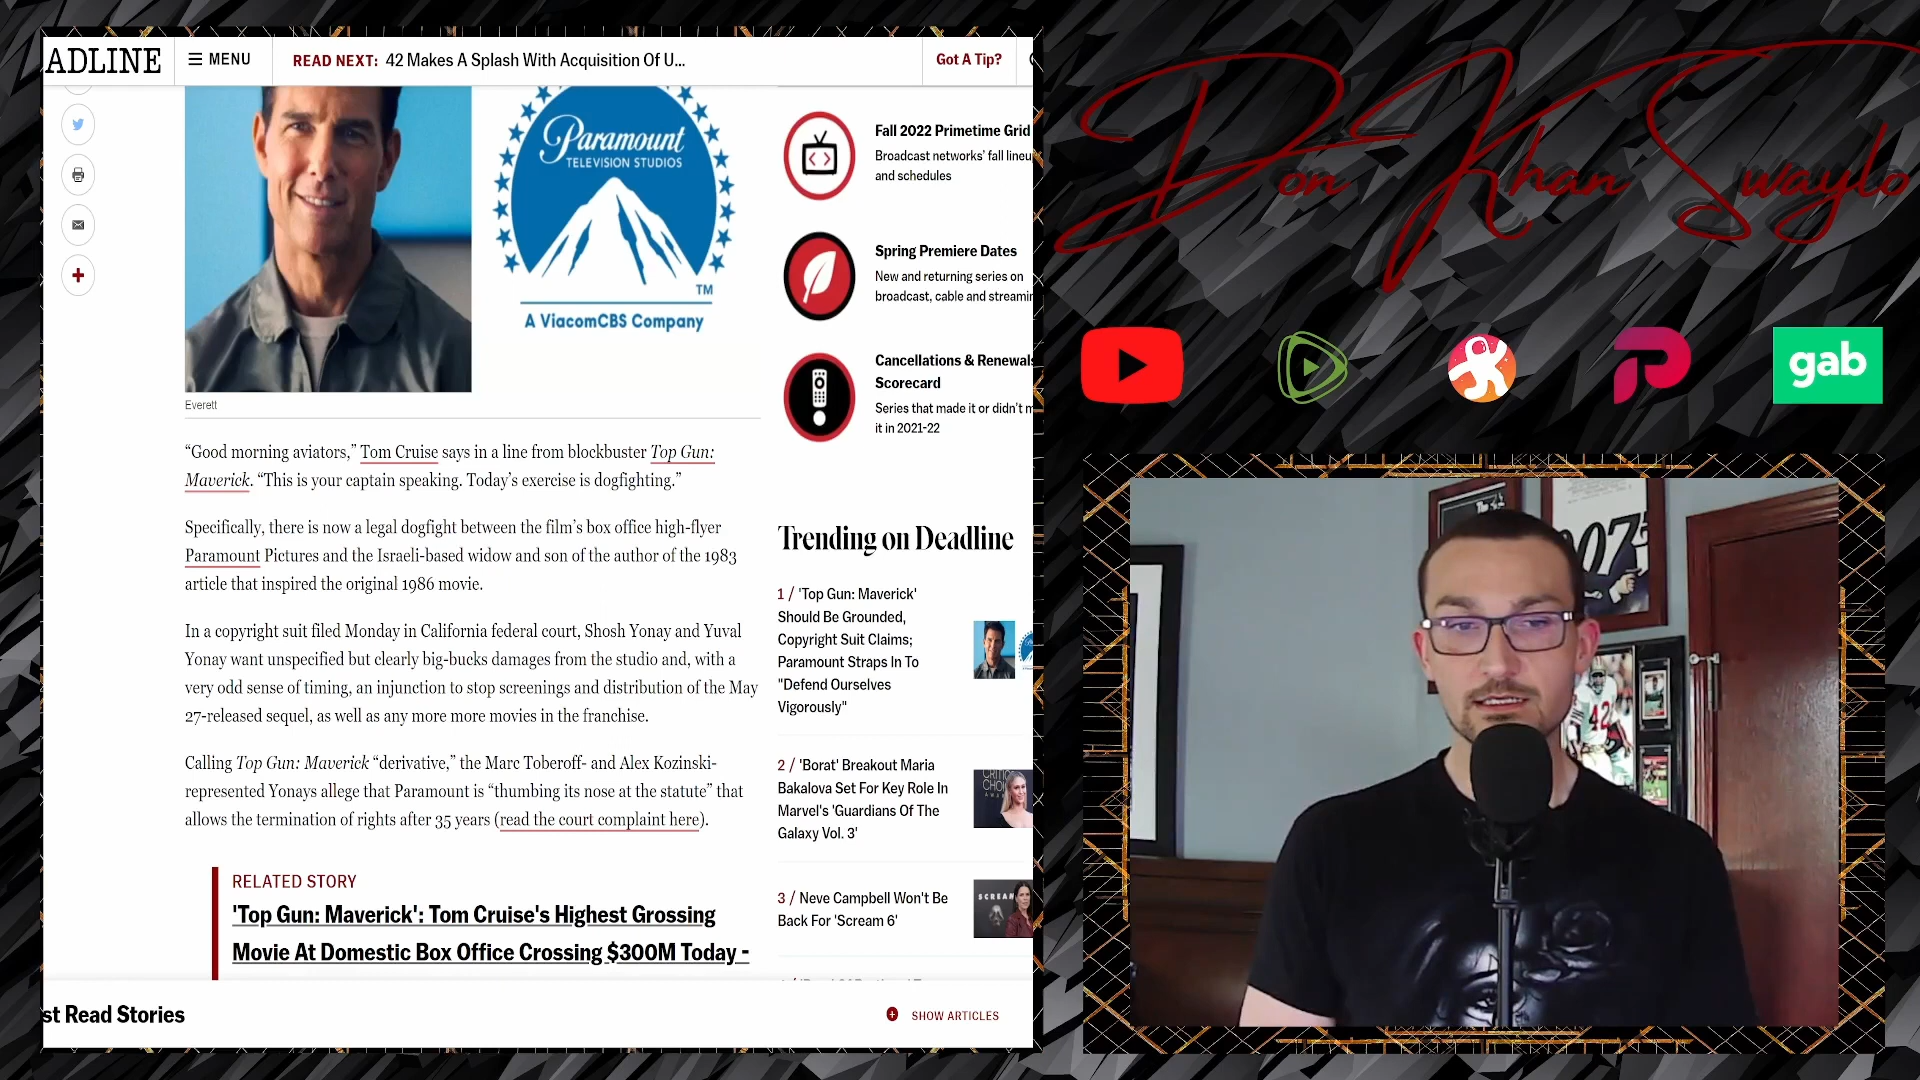 ADLINE
MENU
READ NEXT: 42 Makes A Splash With Acquisition Of U...
Got A Tip?
Paramount
TELEVISION STUDIOS
TM
A ViacomCBS Company
Everett
“Good morning aviators,” Tom Cruise says in a line from blockbuster Top Gun:
Maverick. “This is your captain speaking. Today’s exercise is dogfighting.”
Specifically, there is now a legal dogfight between the film’s box office high-flyer
Paramount Pictures and the Israeli-based widow and son of the author of the 1983
article that inspired the original 1986 movie.
In a copyright suit filed Monday in California federal court, Shosh Yonay and Yuval
Yonay want unspecified but clearly big-bucks damages from the studio and, with a
very odd sense of timing, an injunction to stop screenings and distribution of the May
27-released sequel, as well as any more more movies in the franchise.
Calling Top Gun: Maverick “derivative,” the Marc Toberoff- and Alex Kozinski-
represented Yonays allege that Paramount is “thumbing its nose at the statute” that
allows the termination of rights after 35 years (read the court complaint here).
RELATED STORY
'Top Gun: Maverick': Tom Cruise's Highest Grossing
Movie At Domestic Box Office Crossing $300M Today -
st Read Stories
SHOW ARTICLES
Fall 2022 Primetime Grid
Broadcast networks’ fall lineu
and schedules
Spring Premiere Dates
New and returning series on
broadcast, cable and streamin
Cancellations & Renewals
Scorecard
Series that made it or didn’t m
it in 2021-22
Trending on Deadline
1 / 'Top Gun: Maverick'
Should Be Grounded,
Copyright Suit Claims;
Paramount Straps In To
"Defend Ourselves
Vigorously"
2 / 'Borat' Breakout Maria
Bakalova Set For Key Role In
Marvel's 'Guardians Of The
Galaxy Vol. 3'
3 / Neve Campbell Won't Be
Back For 'Scream 6'
SCREAM
Don Khan Swaylo
gab
007
42